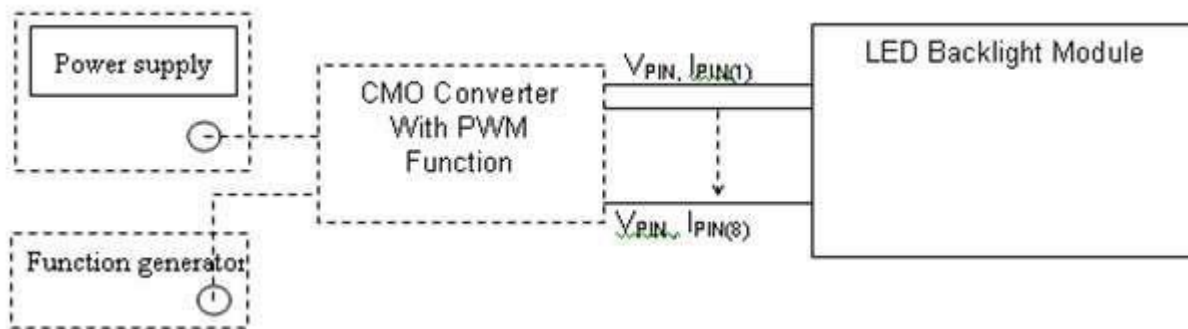 Power supply
Function generator
CMO Converter
With PWM
Function
VPIN, IPIN(1)
VPIN, IPIN(8)
LED Backlight Module